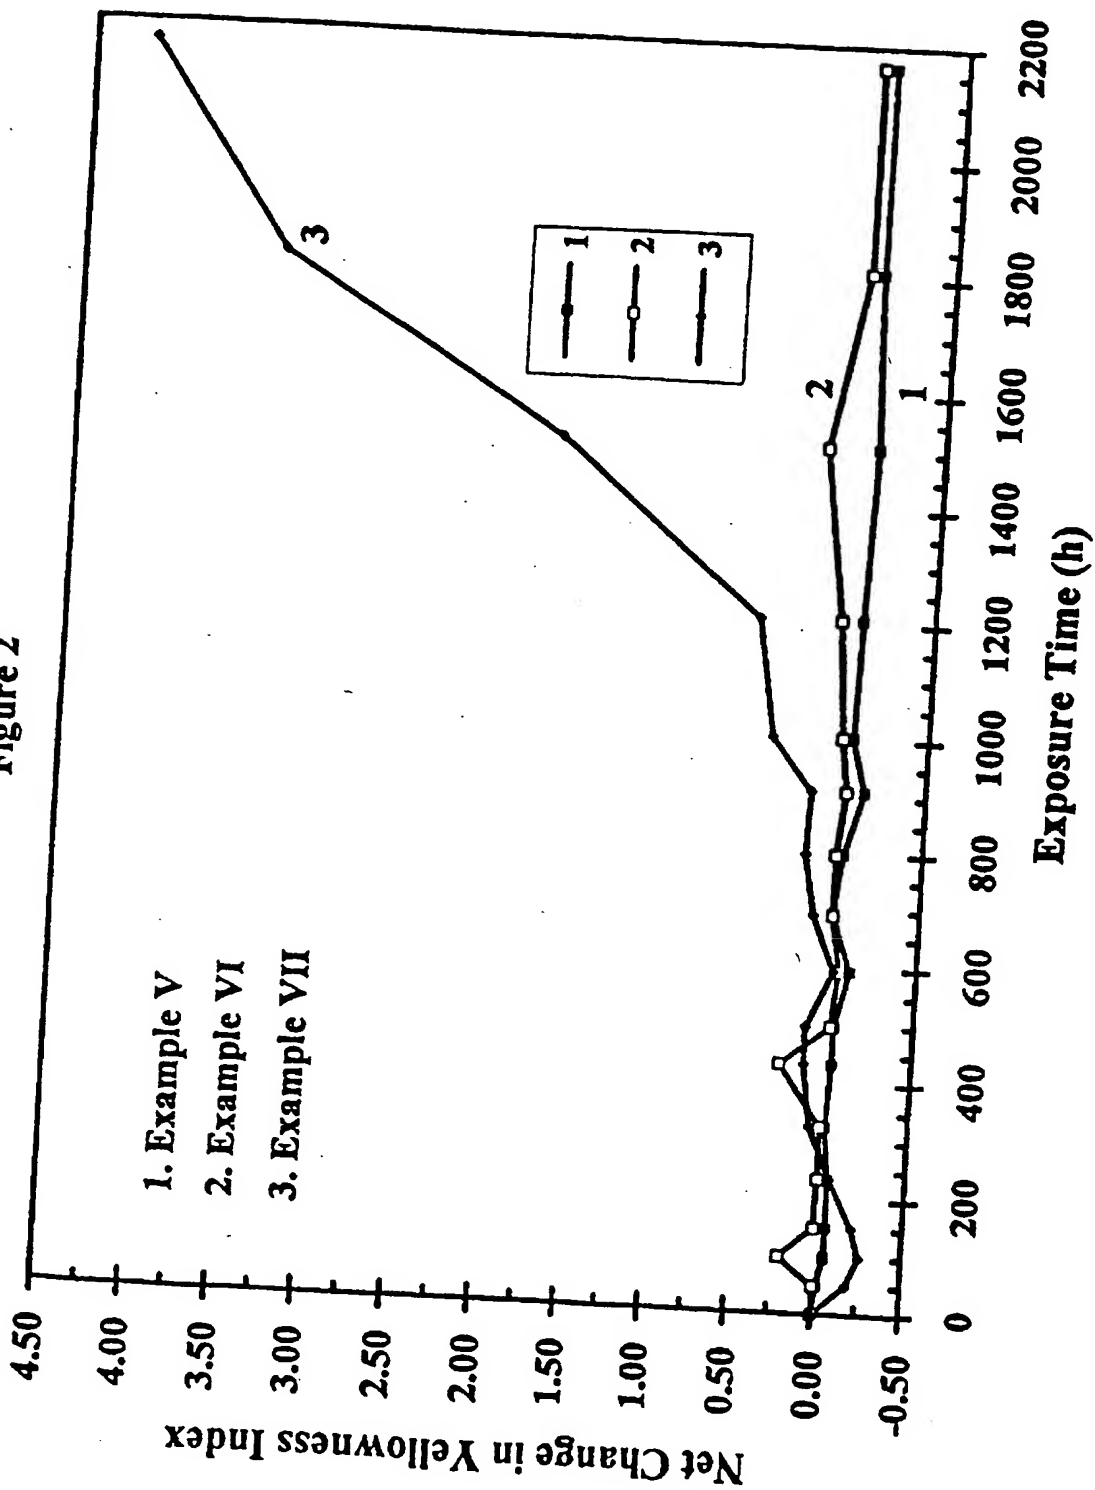 Figure 2
Net Change in Yellowness Index
4.50
4.00
3.50
3.00
2.50
2.00
1.50
1.00
0.50
0.00
-0.50
1. Example V
2. Example VI
3. Example VII
3
2
1
1
2
3
0 200 400 600 800 1000 1200 1400 1600 1800 2000 2200
Exposure Time (h)